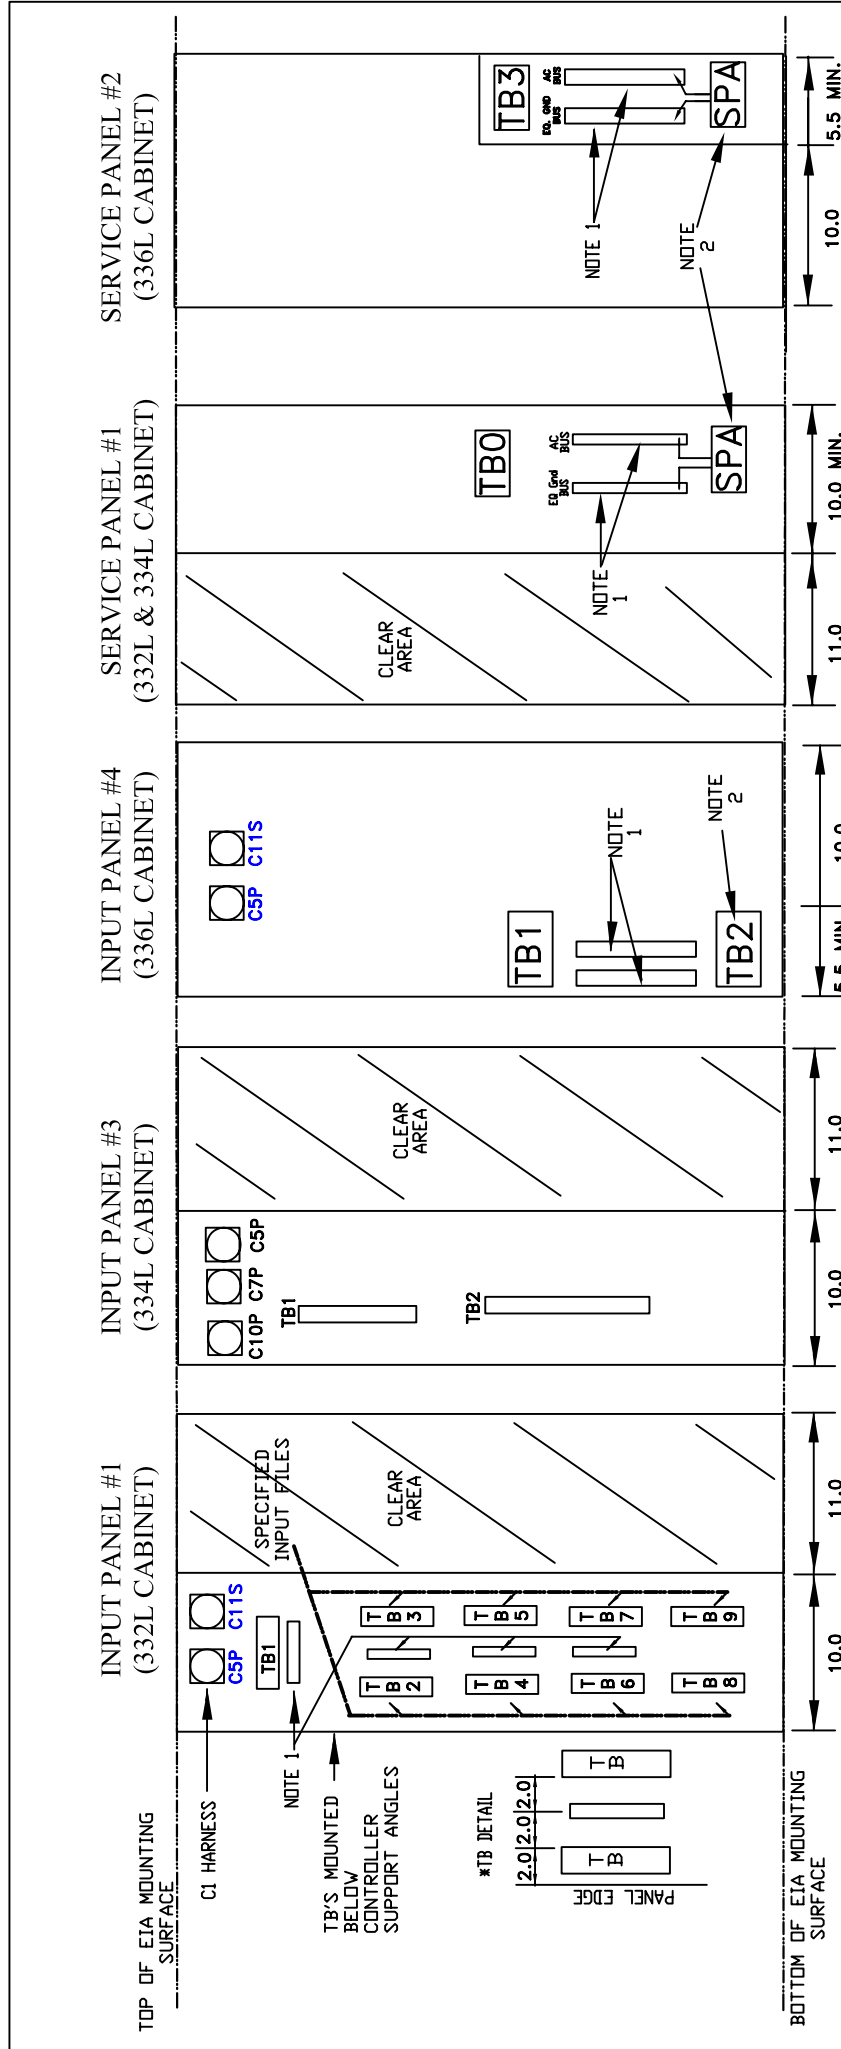 INPUT PANEL #1
(332L CABINET)
TOP OF EIA MOUNTING
SURFACE
C1 HARNESS
C5P
C11S
TB1
NOTE 1
TB'S MOUNTED
BELOW
CONTROLLER
SUPPORT ANGLES
SPECIFIED
INPUT FILES
CLEAR
AREA
TB2
TB3
TB4
TB5
TB6
TB7
TB8
TB9
*TB DETAIL
2.0
2.0
2.0
TB
TB
PANEL EDGE
BOTTOM OF EIA MOUNTING
SURFACE
10.0
11.0
INPUT PANEL #3
(334L CABINET)
C10P
C7P
C5P
TB1
TB2
CLEAR
AREA
10.0
11.0
INPUT PANEL #4
(336L CABINET)
C5P
C11S
TB1
NOTE
1
TB2
NOTE
2
5.5 MIN.
10.0
SERVICE PANEL #1
(332L & 334L CABINET)
CLEAR
AREA
TB0
EQ Gnd
BUS
AC
BUS
NOTE
1
SPA
11.0
10.0 MIN.
SERVICE PANEL #2
(336L CABINET)
TB3
EQ. GND
BUS
AC
BUS
NOTE 1
NOTE
2
SPA
10.0
5.5 MIN.